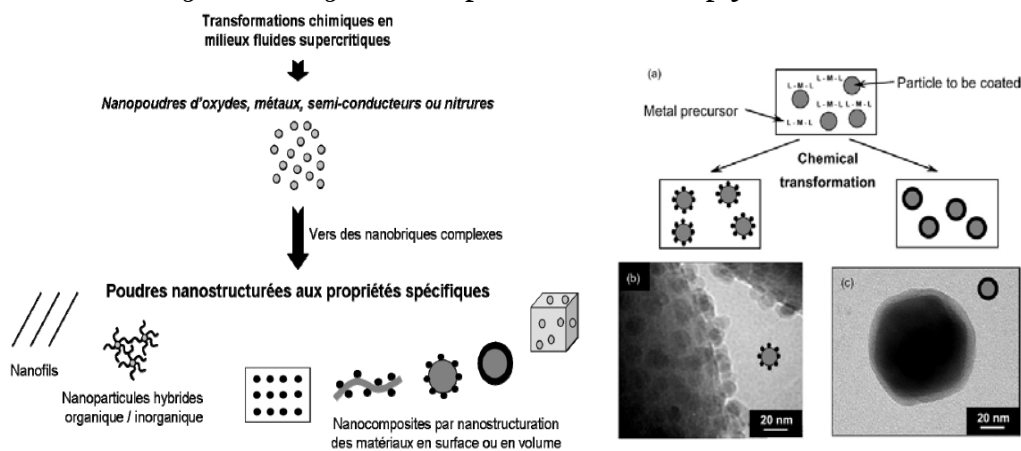 Transformations chimiques en
milieux fluides supercritiques
Nanopoudres d'oxydes, métaux, semi-conducteurs ou nitrures
Vers des nanobriques complexes
Poudres nanostructurées aux propriétés spécifiques
Nanofils
Nanoparticules hybrides
organique / inorganique
Nanocomposites par nanostructuration
des matériaux en surface ou en volume
(a)
L - M - L
L - M - L
L - M - L L - M - L
L - M - L
Particle to be coated
Metal precursor
Chemical
transformation
(b)
20 nm
(c)
20 nm